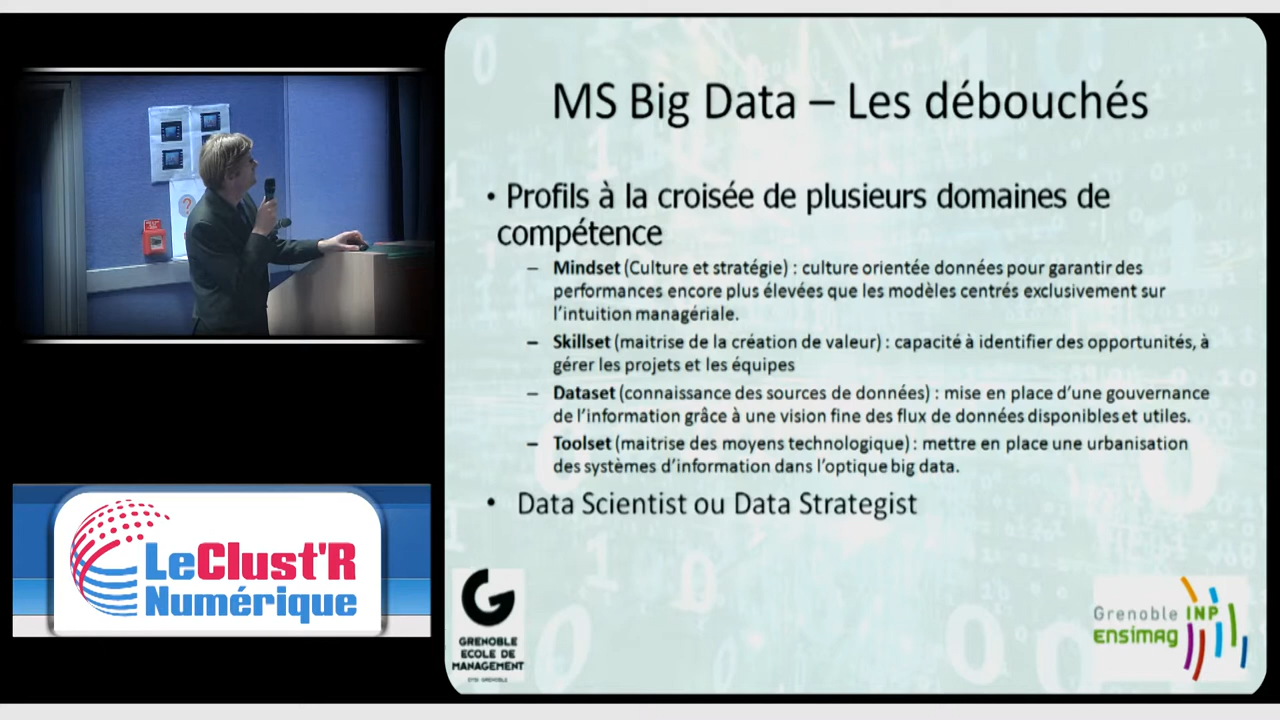 MS Big Data – Les débouchés
• Profils à la croisée de plusieurs domaines de
compétence
– Mindset (Culture et stratégie) : culture orientée données pour garantir des
performances encore plus élevées que les modèles centrés exclusivement sur
l'intuition managériale.
– Skillset (maitrise de la création de valeur) : capacité à identifier des opportunités, à
gérer les projets et les équipes
– Dataset (connaissance des sources de données) : mise en place d'une gouvernance
de l'information grâce à une vision fine des flux de données disponibles et utiles.
– Toolset (maitrise des moyens technologique) : mettre en place une urbanisation
des systèmes d'information dans l'optique big data.
• Data Scientist ou Data Strategist
LeClust'R
Numérique
GRENOBLE
ECOLE DE
MANAGEMENT
Grenoble INP
ENSIMAG